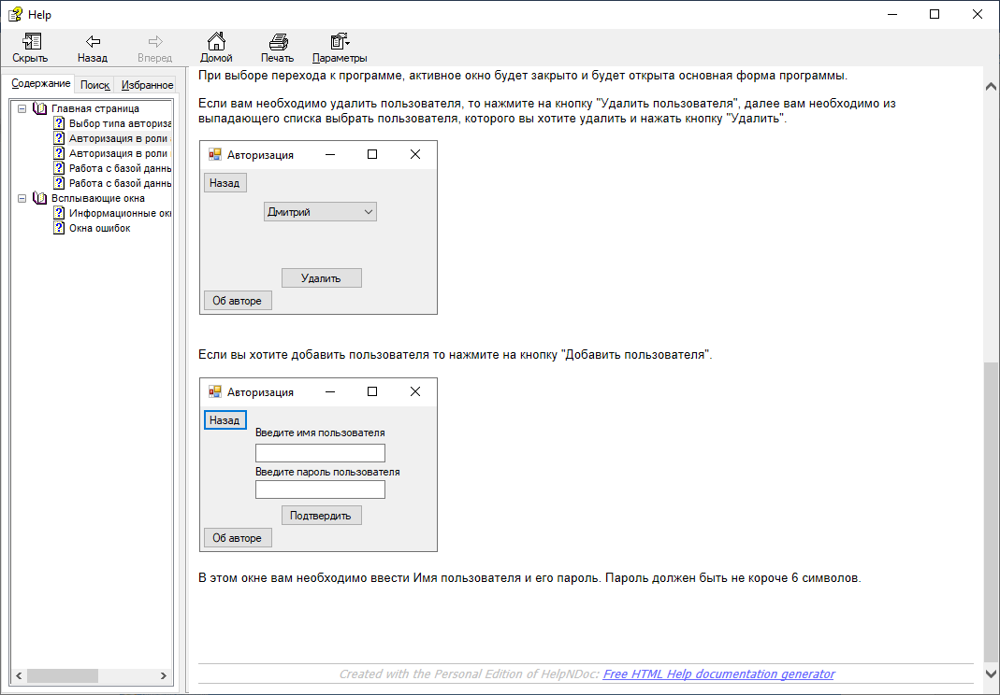 Help
Скрыть
Назад
Вперед
Домой
Печать
Параметры
Содержание
Поиск
Избранное
Главная страница
Выбор типа авториза
Авторизация в роли
Авторизация в роли
Работа с базой данны
Работа с базой данны
Всплывающие окна
Информационные ок
Окна ошибок
При выборе перехода к программе, активное окно будет закрыто и будет открыта основная форма программы.
Если вам необходимо удалить пользователя, то нажмите на кнопку "Удалить пользователя", далее вам необходимо из
выпадающего списка выбрать пользователя, которого вы хотите удалить и нажать кнопку "Удалить".
Авторизация
Назад
Дмитрий
Удалить
Об авторе
Если вы хотите добавить пользователя то нажмите на кнопку "Добавить пользователя".
Авторизация
Назад
Введите имя пользователя
Введите пароль пользователя
Подтвердить
Об авторе
В этом окне вам необходимо ввести Имя пользователя и его пароль. Пароль должен быть не короче 6 символов.
Created with the Personal Edition of HelpNDoc: Free HTML Help documentation generator